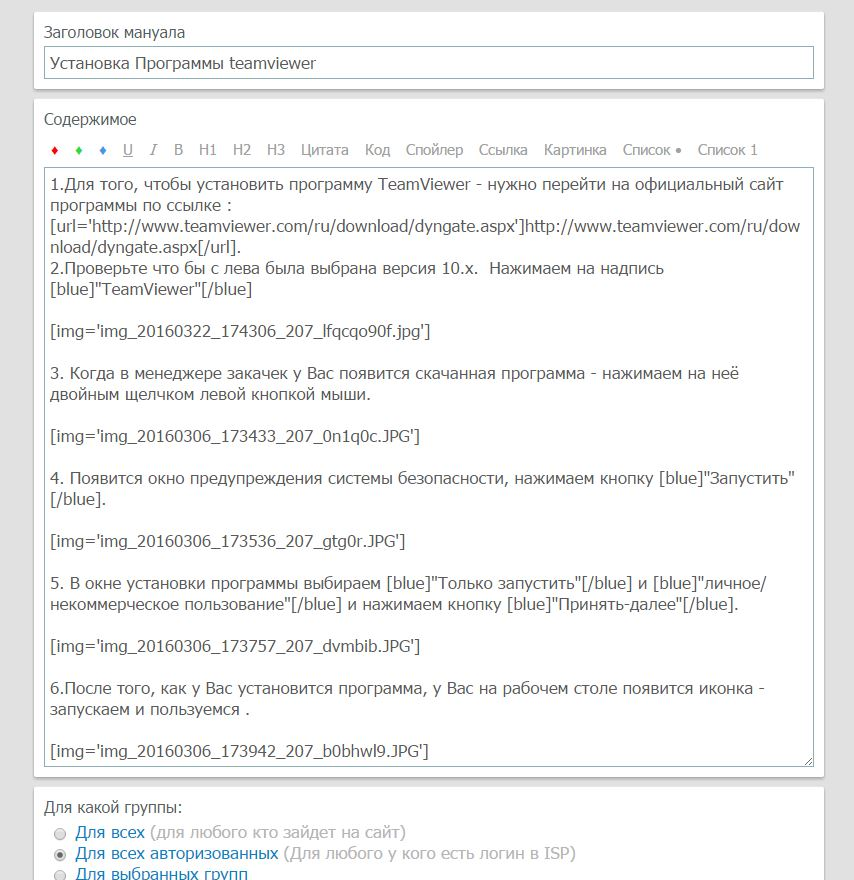 Заголовок мануала
Установка Программы teamviewer
Содержимое
♦ ♦ ♦ U I B H1 H2 H3 Цитата Код Спойлер Ссылка Картинка Список • Список 1
1.Для того, чтобы установить программу TeamViewer - нужно перейти на официальный сайт
программы по ссылке :
[url='http://www.teamviewer.com/ru/download/dyngate.aspx']http://www.teamviewer.com/ru/dow
nload/dyngate.aspx[/url].
2.Проверьте что бы с лева была выбрана версия 10.x.  Нажимаем на надпись
[blue]"TeamViewer"[/blue]
[img='img_20160322_174306_207_lfqcqo90f.jpg']
3. Когда в менеджере закачек у Вас появится скачанная программа - нажимаем на неё
двойным щелчком левой кнопкой мыши.
[img='img_20160306_173433_207_0n1q0c.JPG']
4. Появится окно предупреждения системы безопасности, нажимаем кнопку [blue]"Запустить"
[/blue].
[img='img_20160306_173536_207_gtg0r.JPG']
5. В окне установки программы выбираем [blue]"Только запустить"[/blue] и [blue]"личное/
некоммерческое пользование"[/blue] и нажимаем кнопку [blue]"Принять-далее"[/blue].
[img='img_20160306_173757_207_dvmbib.JPG']
6.После того, как у Вас установится программа, у Вас на рабочем столе появится иконка -
запускаем и пользуемся .
[img='img_20160306_173942_207_b0bhwl9.JPG']
Для какой группы:
Для всех (для любого кто зайдет на сайт)
Для всех авторизованных (Для любого у кого есть логин в ISP)
Для выбранных групп